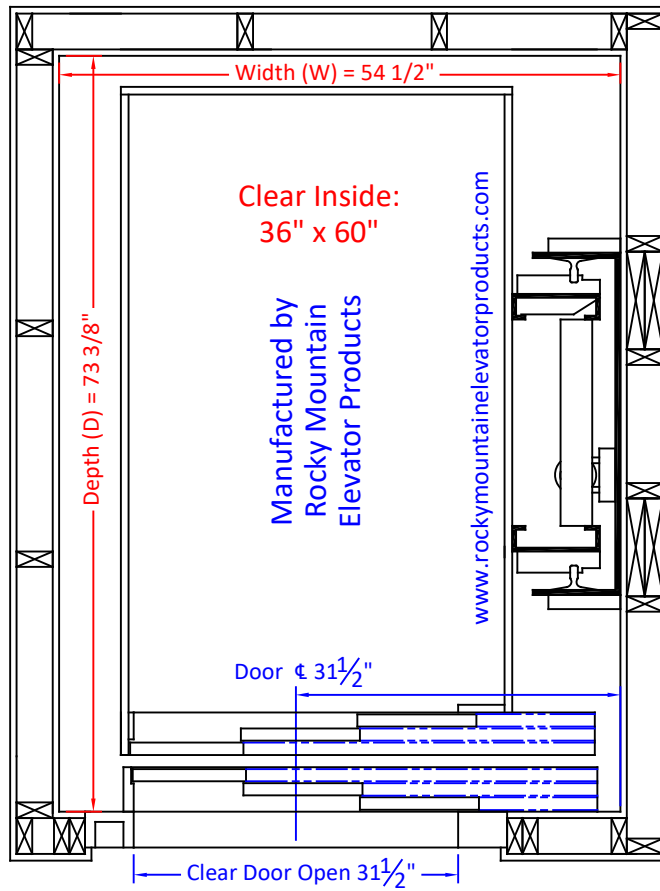 Width (W) = 54 1/2"
Clear Inside:
36" x 60"
Depth (D) = 73 3/8"
Manufactured by
Rocky Mountain
Elevator Products
www.rockymountainelevatorproducts.com
Door ℄ 31½"
Clear Door Open 31½"